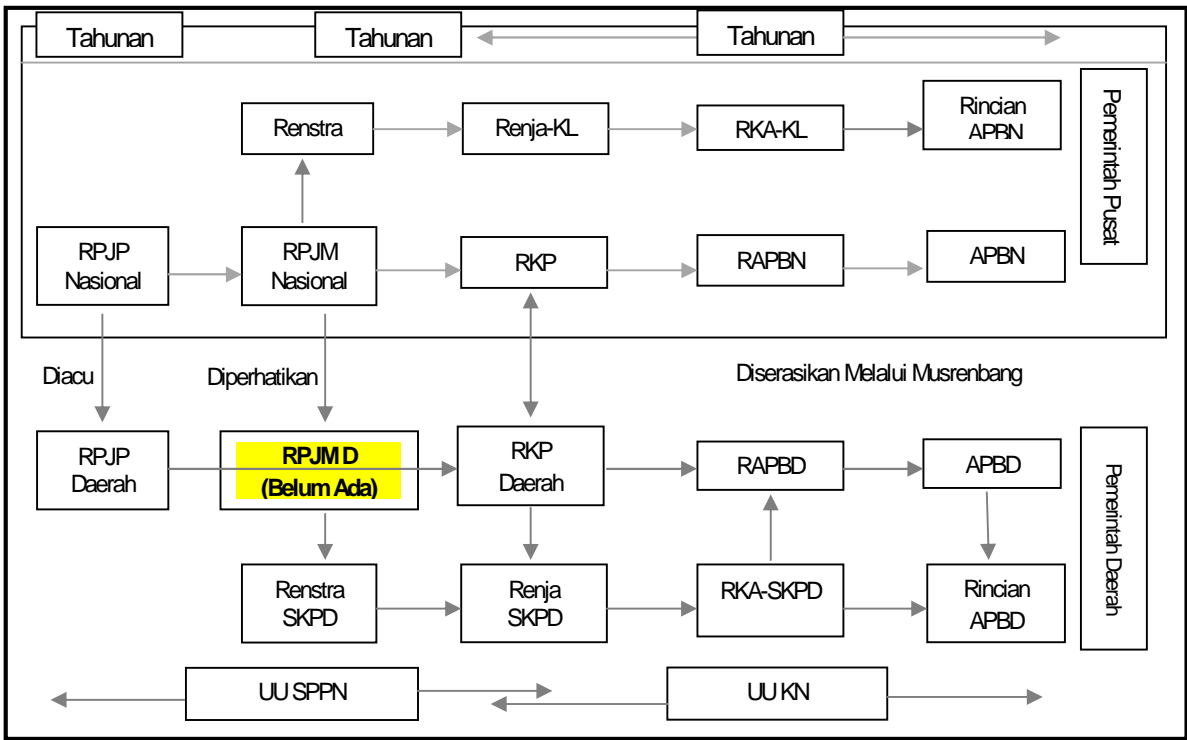 Tahunan
Tahunan
Tahunan
Renstra
Renja-KL
RKA-KL
Rincian
APBN
Pemerintah Pusat
RPJP
Nasional
RPJM
Nasional
RKP
RAPBN
APBN
Diacu
Diperhatikan
Diserasikan Melalui Musrenbang
RPJP
Daerah
RPJM D
(Belum Ada)
RKP
Daerah
RAPBD
APBD
Pemerintah Daerah
Renstra
SKPD
Renja
SKPD
RKA-SKPD
Rincian
APBD
UU SPPN
UU KN